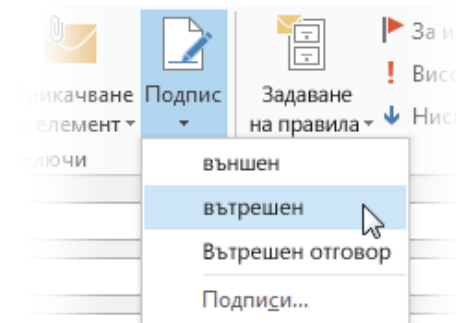 Подпис
Задаване
на правила
външен
вътрешен
Вътрешен отговор
Подписи...